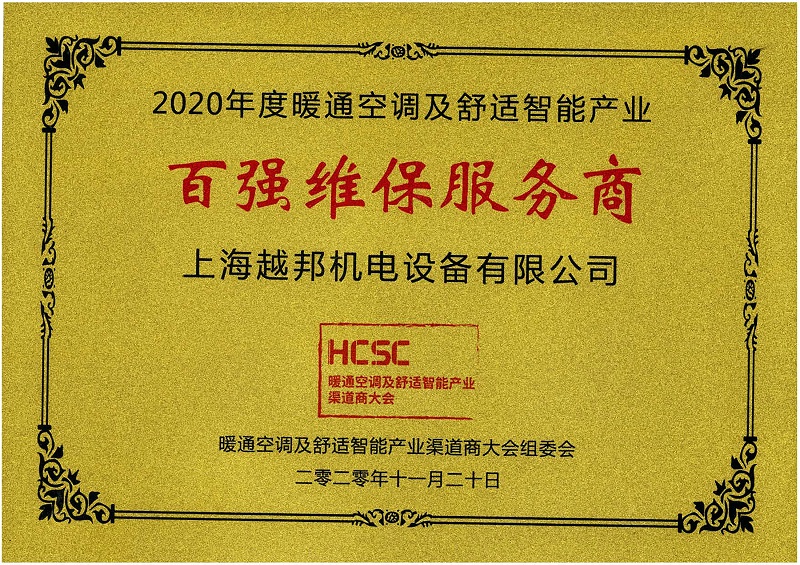 2020年度暖通空调及舒适智能产业
百强维保服务商
上海越邦机电设备有限公司
HCSC
暖通空调及舒适智能产业
渠道商大会
暖通空调及舒适智能产业渠道商大会组委会
二零二零年十一月二十日